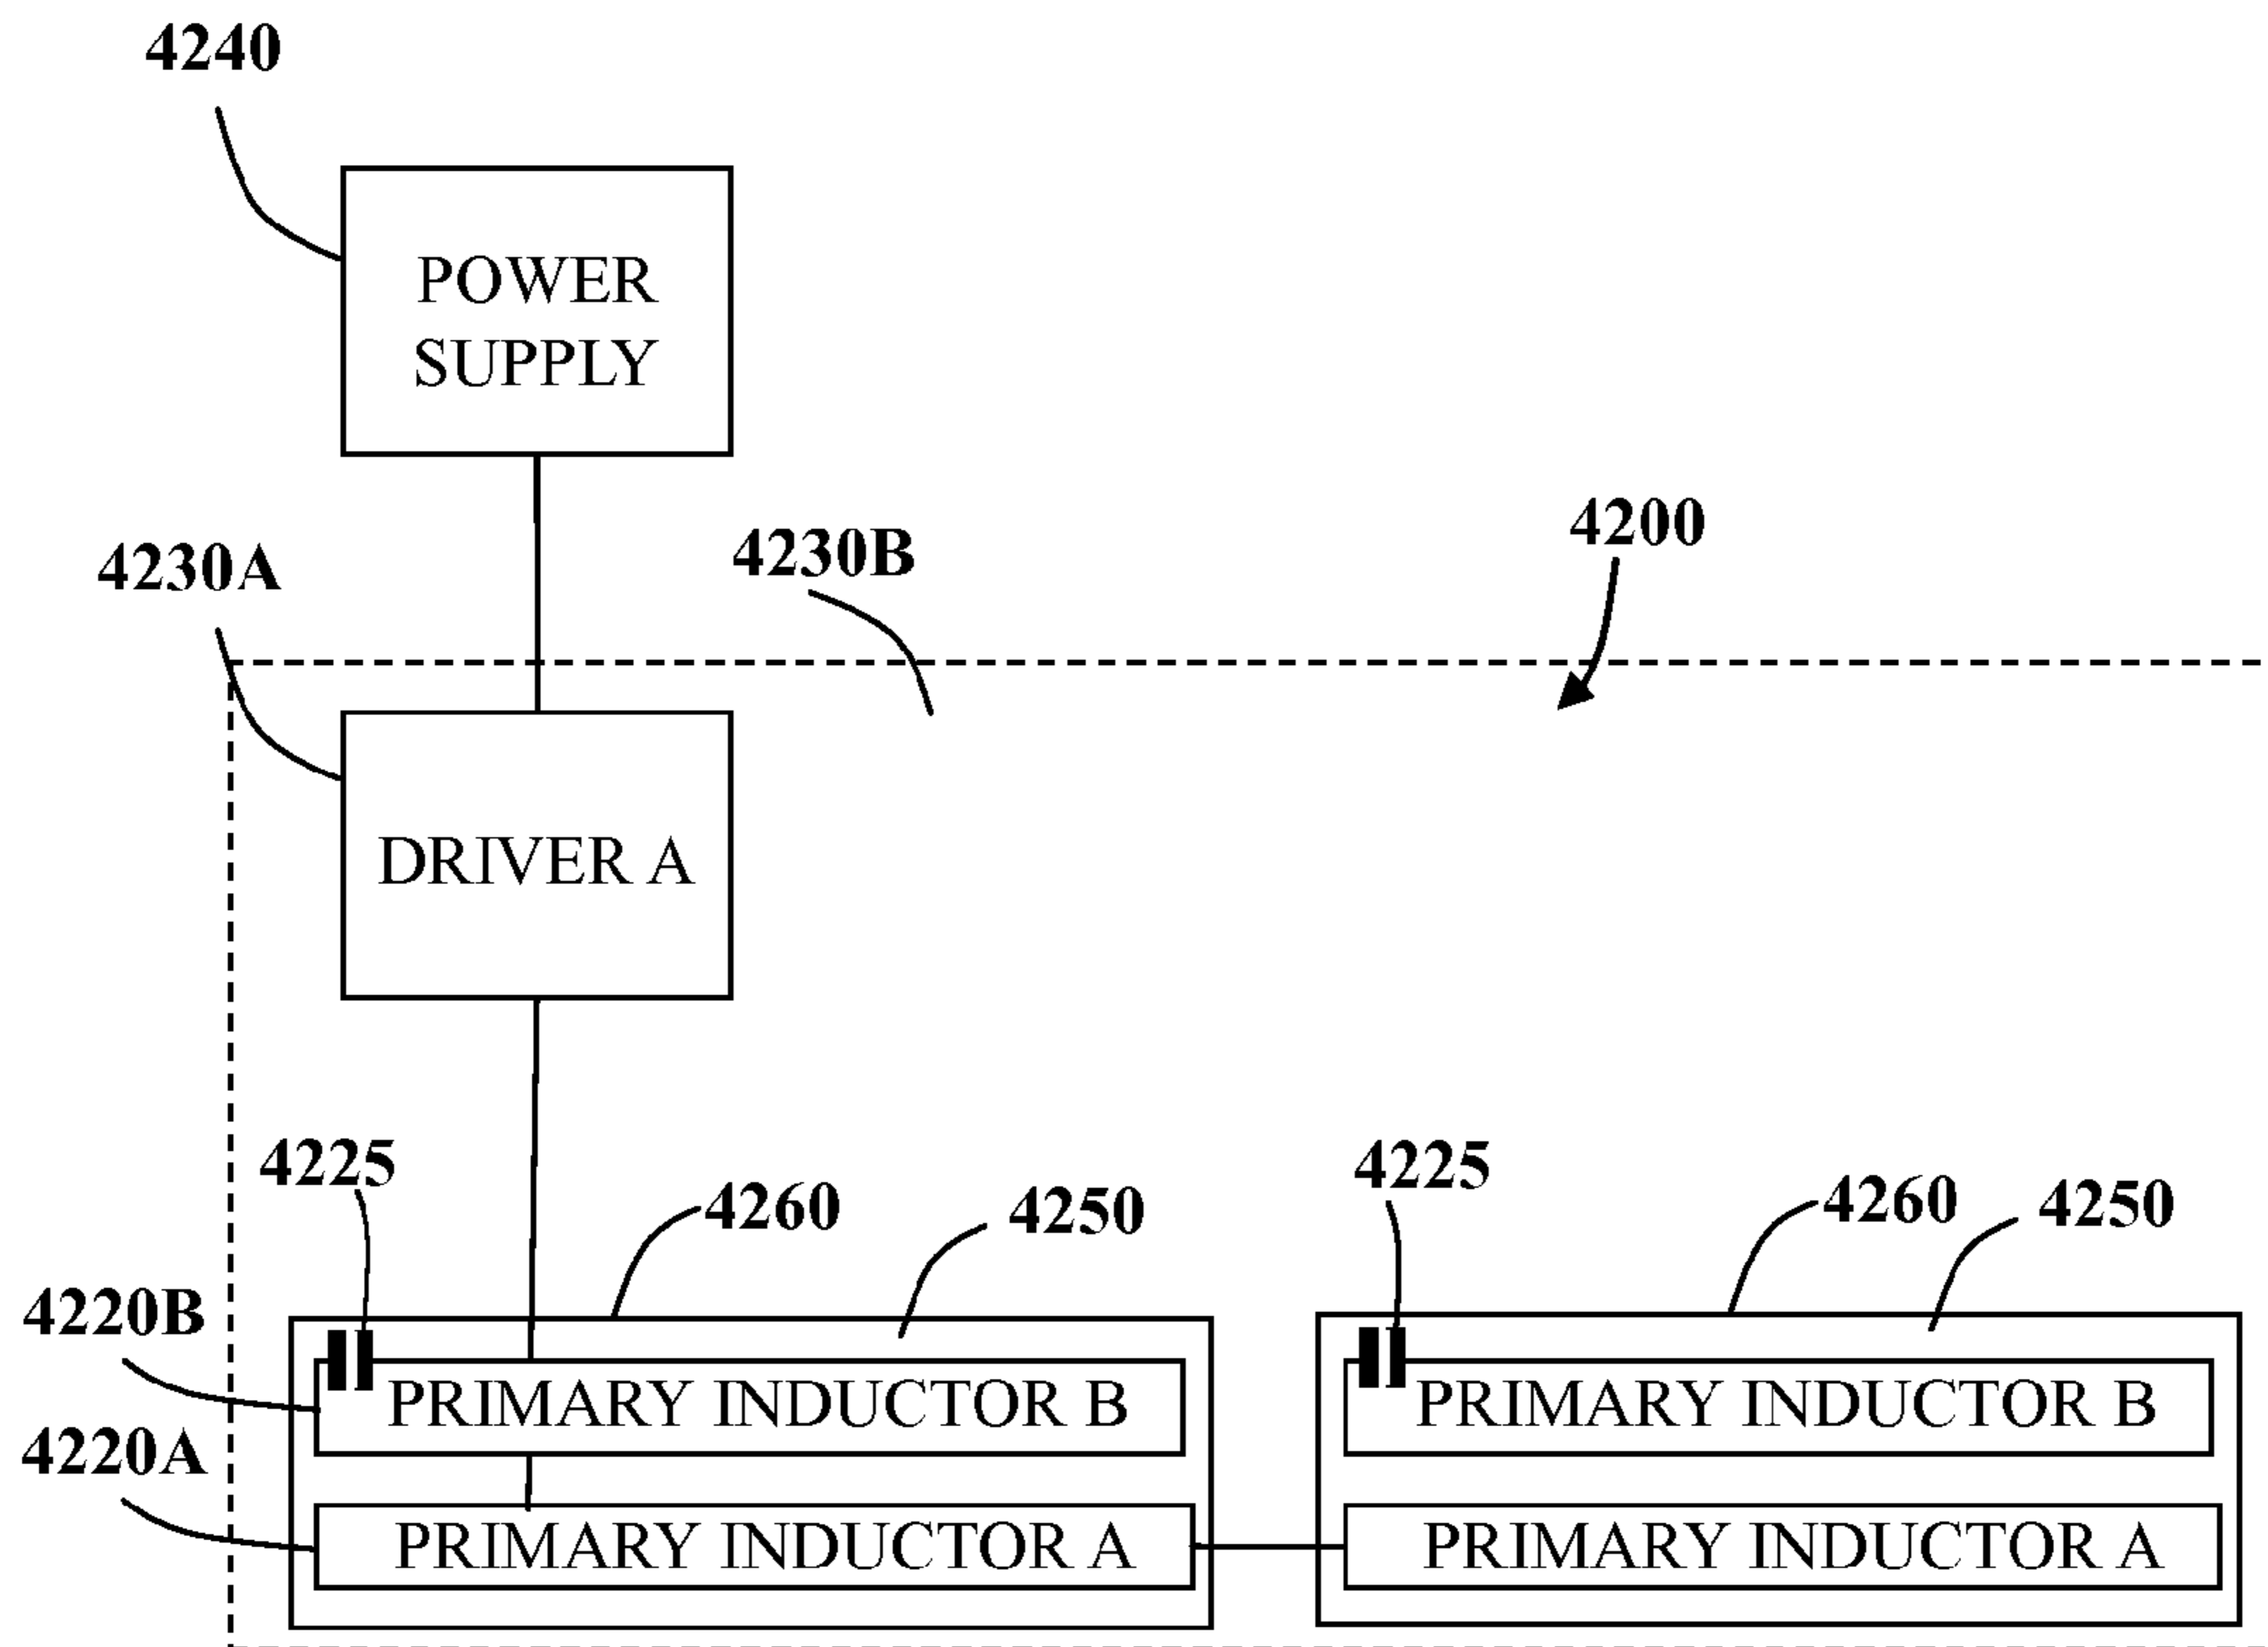 4240
POWER
SUPPLY
4200
4230B
4230A
DRIVER A
4225
4260
4250
4225
4260
4250
4220B
PRIMARY INDUCTOR B
PRIMARY INDUCTOR B
4220A
PRIMARY INDUCTOR A
PRIMARY INDUCTOR A